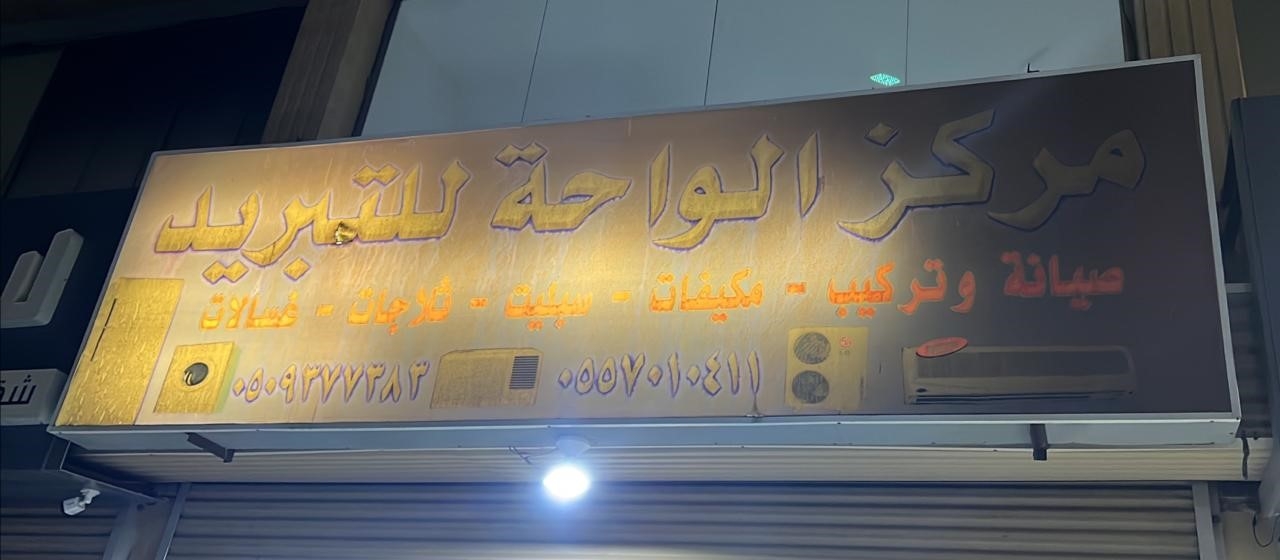 مركز الواحة للتبريد
صيانة وتركيب - مكيفات - سبليت - ثلاجات - غسالات
٠٥٥٧٠١٠٤١١ ٠٥٠٩٣٧٧٣٨٣